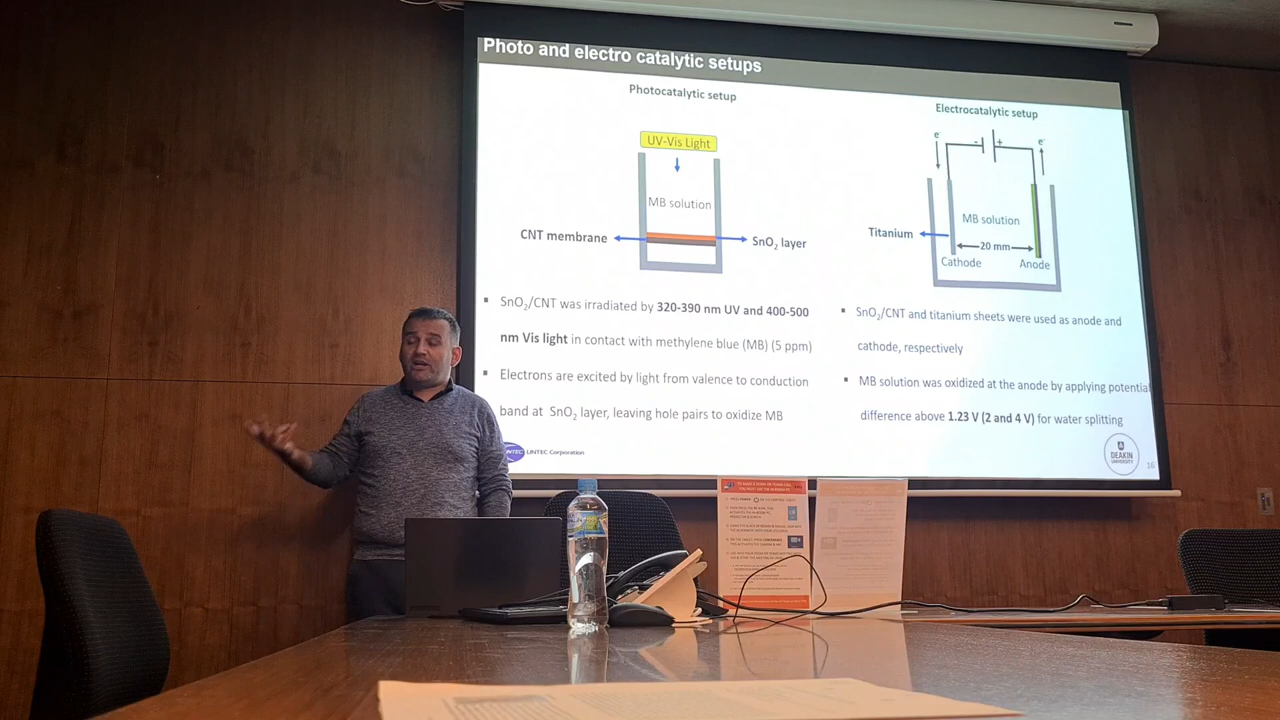 Photo and electro catalytic setups
Photocatalytic setup
UV-Vis Light
MB solution
CNT membrane
SnO₂ layer
▪ SnO₂/CNT was irradiated by 320-390 nm UV and 400-500
nm Vis light in contact with methylene blue (MB) (5 ppm)
▪ Electrons are excited by light from valence to conduction
band at SnO₂ layer, leaving hole pairs to oxidize MB
Electrocatalytic setup
e⁻
- +
e⁻
MB solution
Titanium
20 mm
Cathode
Anode
▪ SnO₂/CNT and titanium sheets were used as anode and
cathode, respectively
▪ MB solution was oxidized at the anode by applying potential
difference above 1.23 V (2 and 4 V) for water splitting
LINTEC Corporation
DEAKIN
UNIVERSITY
16